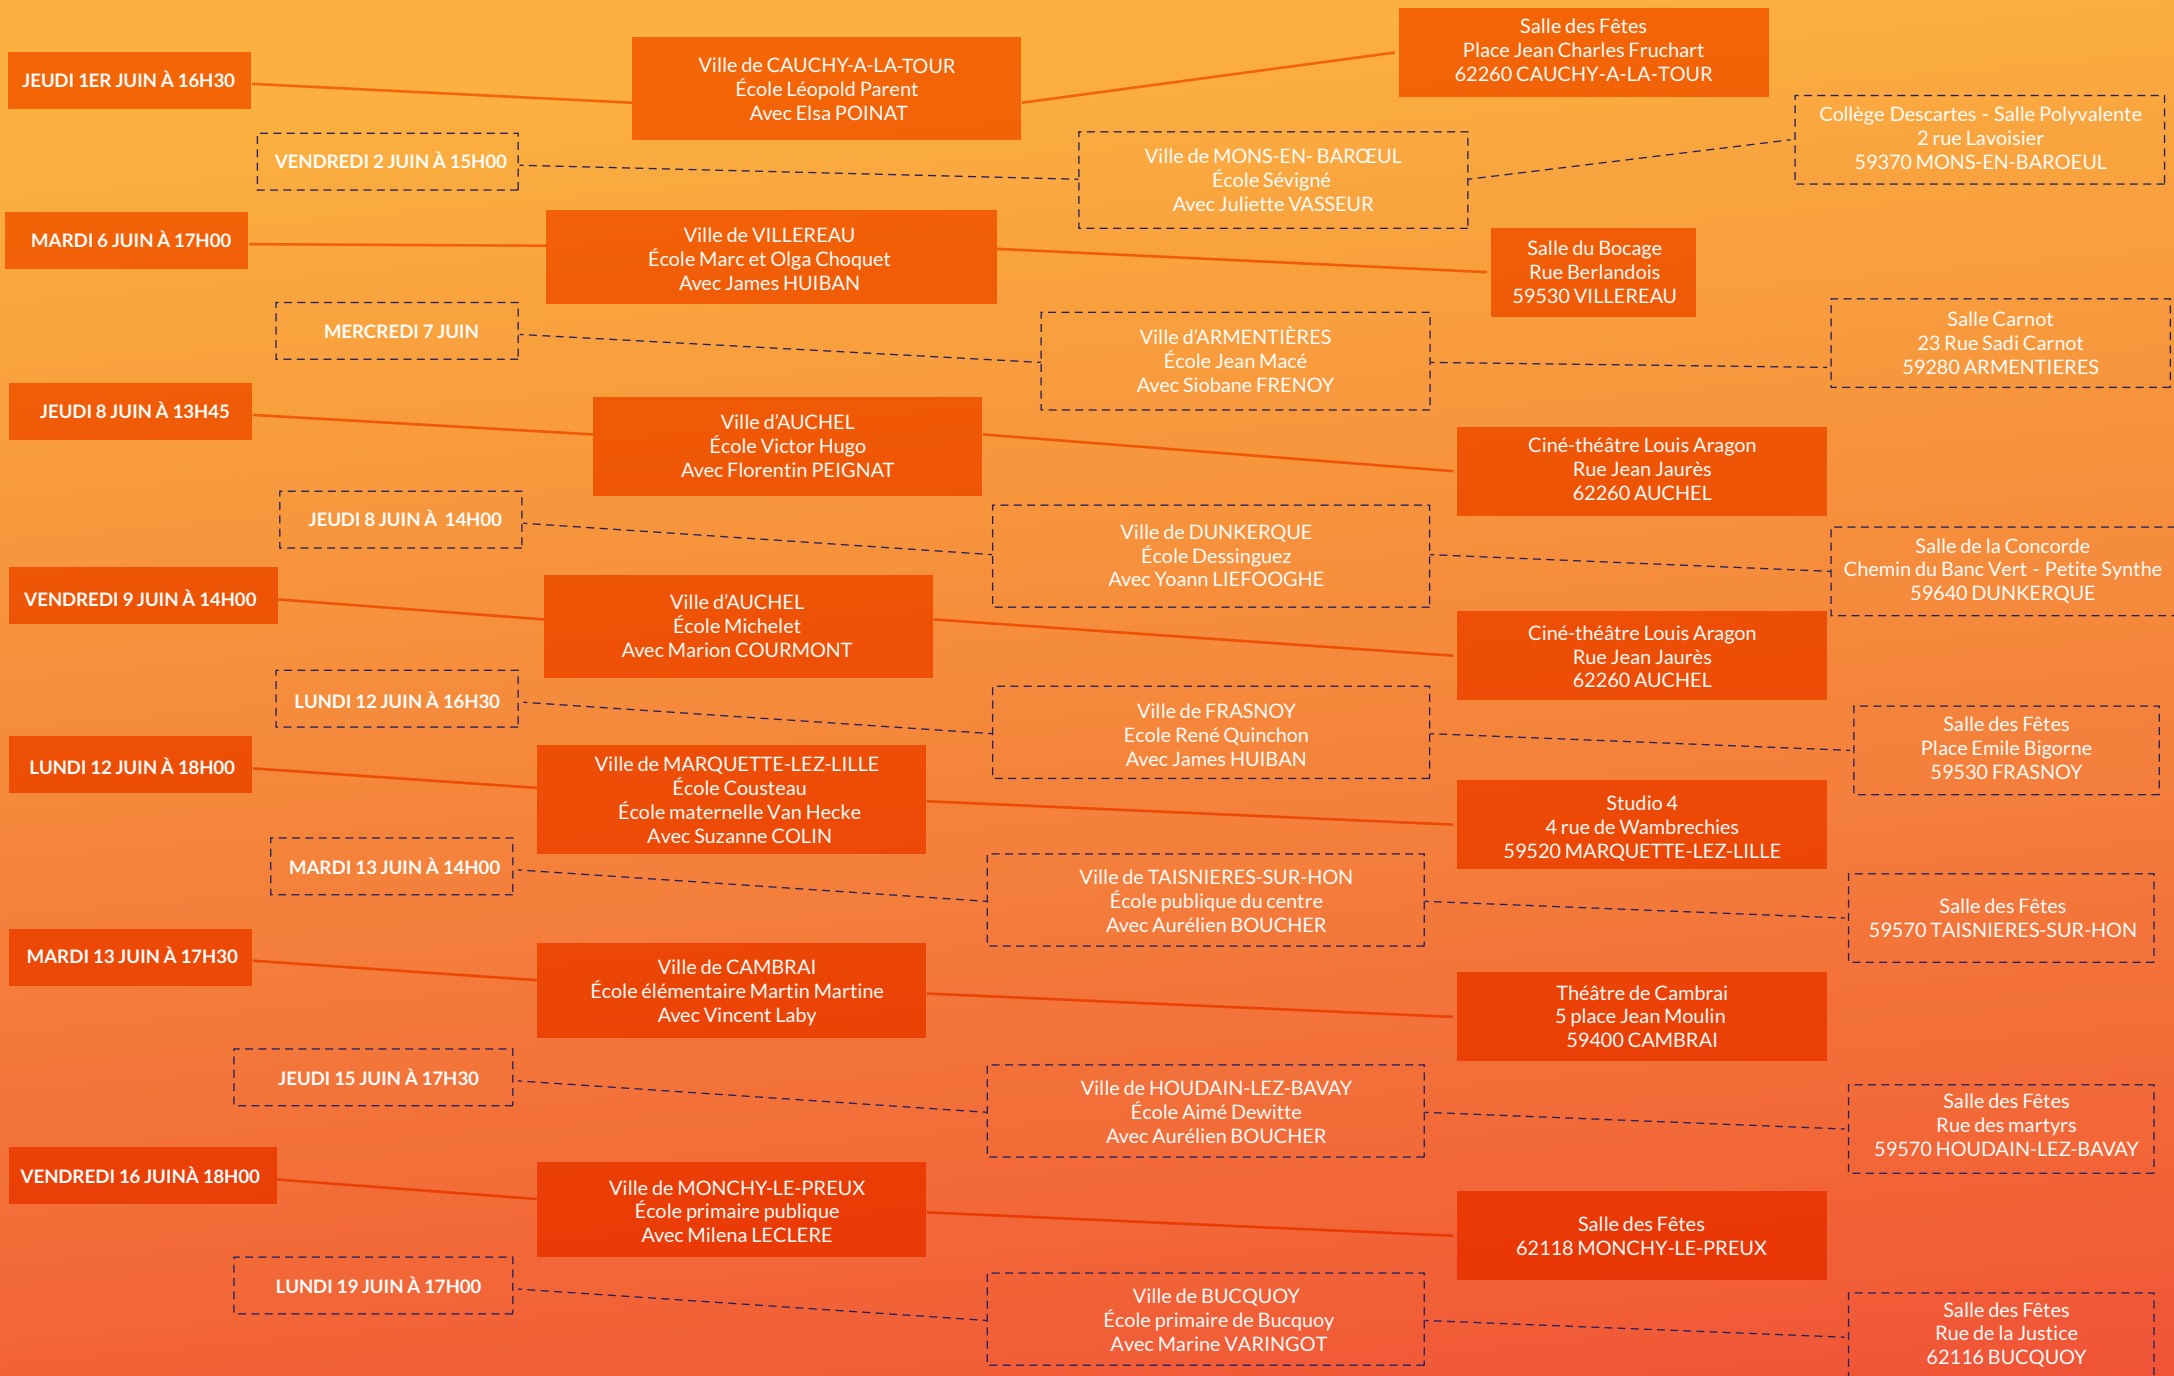 JEUDI 1ER JUIN À 16H30
Ville de CAUCHY-A-LA-TOUR
École Léopold Parent
Avec Elsa POINAT
Salle des Fêtes
Place Jean Charles Fruchart
62260 CAUCHY-A-LA-TOUR
VENDREDI 2 JUIN À 15H00
Ville de MONS-EN- BARŒUL
École Sévigné
Avec Juliette VASSEUR
Collège Descartes - Salle Polyvalente
2 rue Lavoisier
59370 MONS-EN-BAROEUL
MARDI 6 JUIN À 17H00
Ville de VILLEREAU
École Marc et Olga Choquet
Avec James HUIBAN
Salle du Bocage
Rue Berlandois
59530 VILLEREAU
MERCREDI 7 JUIN
Ville d’ARMENTIÈRES
École Jean Macé
Avec Siobane FRENOY
Salle Carnot
23 Rue Sadi Carnot
59280 ARMENTIERES
JEUDI 8 JUIN À 13H45
Ville d’AUCHEL
École Victor Hugo
Avec Florentin PEIGNAT
Ciné-théâtre Louis Aragon
Rue Jean Jaurès
62260 AUCHEL
JEUDI 8 JUIN À 14H00
Ville de DUNKERQUE
École Dessinguez
Avec Yoann LIEFOOGHE
Salle de la Concorde
Chemin du Banc Vert - Petite Synthe
59640 DUNKERQUE
VENDREDI 9 JUIN À 14H00
Ville d’AUCHEL
École Michelet
Avec Marion COURMONT
Ciné-théâtre Louis Aragon
Rue Jean Jaurès
62260 AUCHEL
LUNDI 12 JUIN À 16H30
Ville de FRASNOY
Ecole René Quinchon
Avec James HUIBAN
Salle des Fêtes
Place Emile Bigorne
59530 FRASNOY
LUNDI 12 JUIN À 18H00
Ville de MARQUETTE-LEZ-LILLE
École Cousteau
École maternelle Van Hecke
Avec Suzanne COLIN
Studio 4
4 rue de Wambrechies
59520 MARQUETTE-LEZ-LILLE
MARDI 13 JUIN À 14H00
Ville de TAISNIERES-SUR-HON
École publique du centre
Avec Aurélien BOUCHER
Salle des Fêtes
59570 TAISNIERES-SUR-HON
MARDI 13 JUIN À 17H30
Ville de CAMBRAI
École élémentaire Martin Martine
Avec Vincent Laby
Théâtre de Cambrai
5 place Jean Moulin
59400 CAMBRAI
JEUDI 15 JUIN À 17H30
Ville de HOUDAIN-LEZ-BAVAY
École Aimé Dewitte
Avec Aurélien BOUCHER
Salle des Fêtes
Rue des martyrs
59570 HOUDAIN-LEZ-BAVAY
VENDREDI 16 JUINÀ 18H00
Ville de MONCHY-LE-PREUX
École primaire publique
Avec Milena LECLERE
Salle des Fêtes
62118 MONCHY-LE-PREUX
LUNDI 19 JUIN À 17H00
Ville de BUCQUOY
École primaire de Bucquoy
Avec Marine VARINGOT
Salle des Fêtes
Rue de la Justice
62116 BUCQUOY